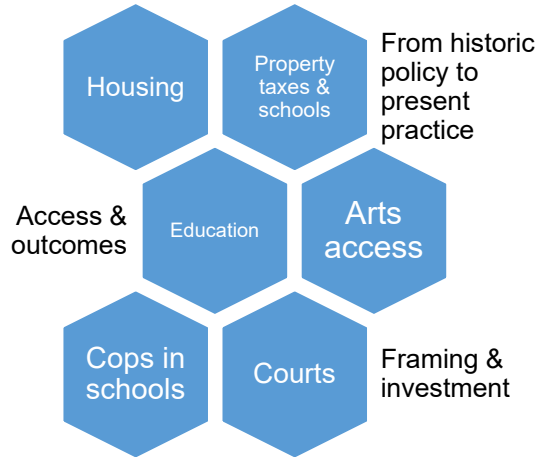 Housing
Property
taxes &
schools
From historic
policy to
present
practice
Access &
outcomes
Education
Arts
access
Cops in
schools
Courts
Framing &
investment